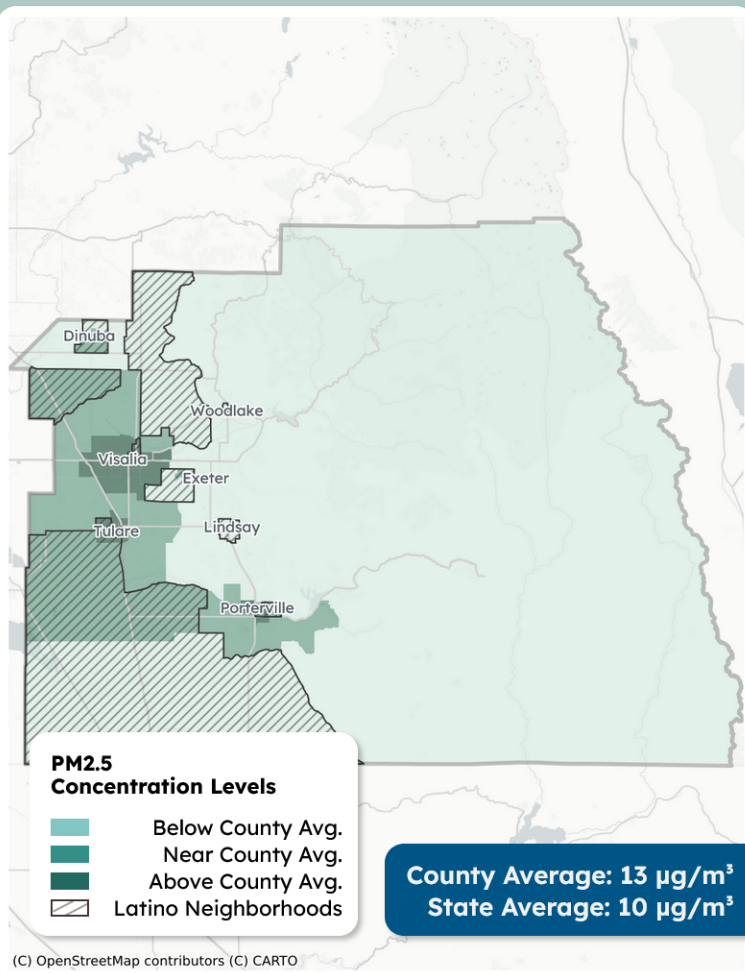 Dinuba
Woodlake
Visalia
Exeter
Tulare
Lindsay
Porterville
PM2.5
Concentration Levels
Below County Avg.
Near County Avg.
Above County Avg.
Latino Neighborhoods
County Average: 13 µg/m³
State Average: 10 µg/m³
(C) OpenStreetMap contributors (C) CARTO